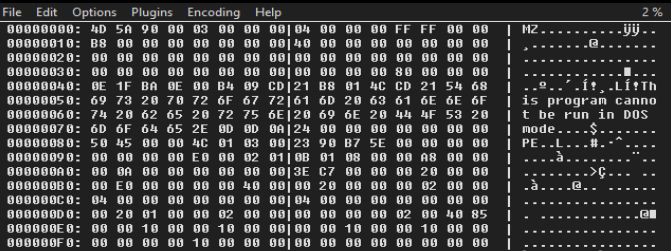 File Edit Options Plugins Encoding Help 2 %
00000000: 4D 5A 90 00 03 00 00 00|04 00 00 00 FF FF 00 00 | MZ..........ÿÿ..
00000010: B8 00 00 00 00 00 00 00|40 00 00 00 00 00 00 00 | ¸.......@.......
00000020: 00 00 00 00 00 00 00 00|00 00 00 00 00 00 00 00 | ................
00000030: 00 00 00 00 00 00 00 00|00 00 00 00 80 00 00 00 | ............■...
00000040: 0E 1F BA 0E 00 B4 09 CD|21 B8 01 4C CD 21 54 68 | ..º..´.Í!¸.LÍ!Th
00000050: 69 73 20 70 72 6F 67 72|61 6D 20 63 61 6E 6E 6F | is program canno
00000060: 74 20 62 65 20 72 75 6E|20 69 6E 20 44 4F 53 20 | t be run in DOS
00000070: 6D 6F 64 65 2E 0D 0D 0A|24 00 00 00 00 00 00 00 | mode....$.......
00000080: 50 45 00 00 4C 01 03 00|23 90 B7 5E 00 00 00 00 | PE..L...#.·^....
00000090: 00 00 00 00 E0 00 02 01|0B 01 08 00 00 A8 00 00 | ....à........¨..
000000A0: 00 0A 00 00 00 00 00 00|3E C7 00 00 00 20 00 00 | ........>Ç... ..
000000B0: 00 E0 00 00 00 00 40 00|00 20 00 00 00 02 00 00 | .à....@.. ......
000000C0: 04 00 00 00 00 00 00 00|04 00 00 00 00 00 00 00 | ................
000000D0: 00 20 01 00 00 02 00 00|00 00 00 00 02 00 40 85 | . ............@■
000000E0: 00 00 10 00 00 10 00 00|00 00 10 00 00 10 00 00 | ................
000000F0: 00 00 00 00 10 00 00 00|00 00 00 00 00 00 00 00 | ................